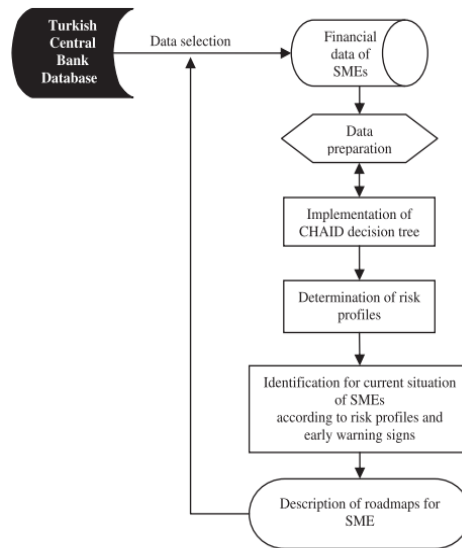 Turkish
Central
Bank
Database
Data selection
Financial
data of
SMEs
Data
preparation
Implementation of
CHAID decision tree
Determination of risk
profiles
Identification for current situation
of SMEs
according to risk profiles and
early warning signs
Description of roadmaps for
SME